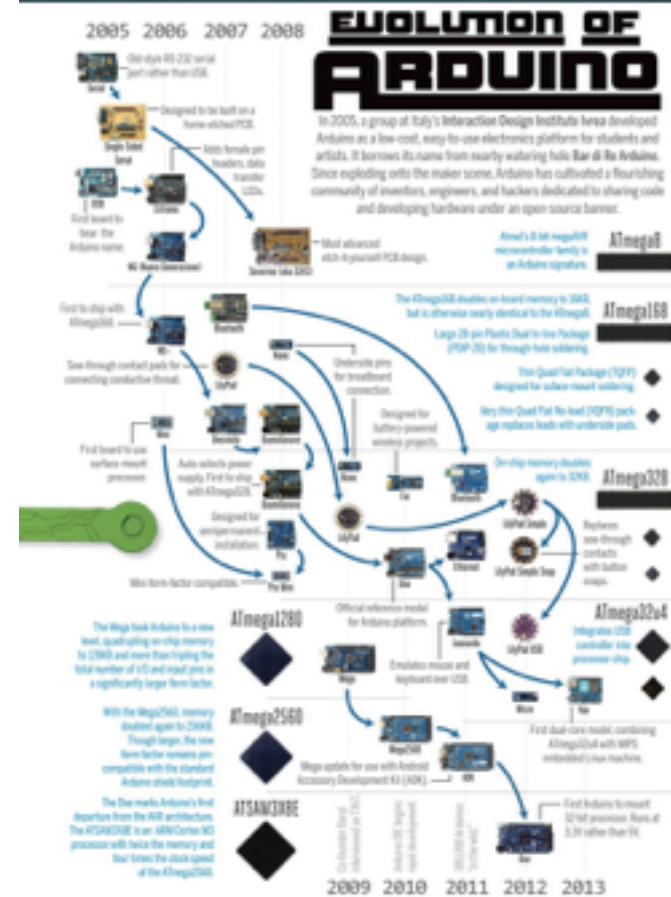 EVOLUTION OF
ARDUINO
2005 2006 2007 2008
In 2005, a group at Italy's Interaction Design Institute Ivrea developed
Arduino as a low-cost, easy-to-use electronics platform for students and
artists. It borrows its name from nearby watering hole Bar di Re Arduino.
Since exploding onto the maker scene, Arduino has cultivated a flourishing
community of inventors, engineers, and hackers dedicated to sharing code
and developing hardware under an open-source banner.
Old-style RS-232 serial
port rather than USB.
Serial
Designed to be built on a
home-etched PCB.
Single-Sided
Serial
Adds female pin
headers, data
transfer
LEDs.
USB
Extreme
First board to
bear the
Arduino name.
NG (Nuova Generazione)
Most advanced
etch-it-yourself PCB design.
Atmel's 8-bit megaAVR
microcontroller family is
an Arduino signature.
ATmega8
First to ship with
ATmega168.
Bluetooth
The ATmega168 doubles on-board memory to 16KB,
but is otherwise nearly identical to the ATmega8.
ATmega168
Large 28-pin Plastic Dual In-line Package
(PDIP-28) for through-hole soldering.
NG+
Nano
Sew-through contact pads for
connecting conductive thread.
LilyPad
Underside pins
for breadboard
connection.
Thin Quad Flat Package (TQFP)
designed for suface-mount soldering.
Very thin Quad Flat No-lead (VQFN) pack-
age replaces leads with underside pads.
Mini
Diecimila
Duemilanove
Designed for
battery-powered
wireless projects.
First board to use
surface-mount
processor.
Auto-selects power
supply. First to ship
with ATmega328.
Duemilanove
Nano
Fio
Bluetooth
On-chip memory doubles
again to 32KB.
ATmega328
LilyPad
LilyPad Simple
Designed for
semipermanent
installation.
Pro
Ethernet
LilyPad Simple Snap
Replaces
sew-through
contacts
with button
snaps.
Mini form-factor compatible.
Pro Mini
Uno
Official reference model
for Arduino platform.
ATmega32u4
Integrates USB
controller into
processor chip.
Leonardo
LilyPad USB
The Mega took Arduino to a new
level, quadrupling on-chip memory
to 128KB and more than tripling the
total number of I/O and input pins in
a significantly larger form factor.
ATmega1280
Mega
Emulates mouse and
keyboard over USB.
Micro
Yun
First dual-core model, combining
ATmega32u4 with MIPS
embedded Linux machine.
With the Mega2560, memory
doubled again to 256KB.
Though larger, the new
form factor remains pin-
compatible with the standard
Arduino shield footprint.
ATmega2560
Mega2560
ADK
Mega update for use with Android
Accessory Development Kit (ADK).
The Due marks Arduino's first
departure from the AVR architecture.
The ATSAM3X8E is an ARM Cortex M3
processor with twice the memory and
four times the clock speed
of the ATmega2560.
ATSAM3X8E
Due
First Arduino to mount
32-bit processor. Runs at
3.3V rather than 5V.
2009 2010 2011 2012 2013